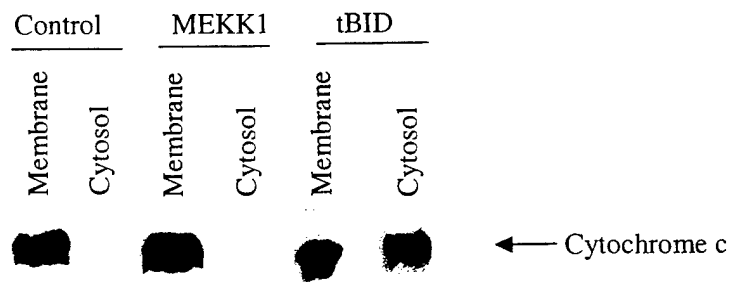 Control MEKK1 tBID
Membrane Cytosol Membrane Cytosol Membrane Cytosol
Cytochrome c